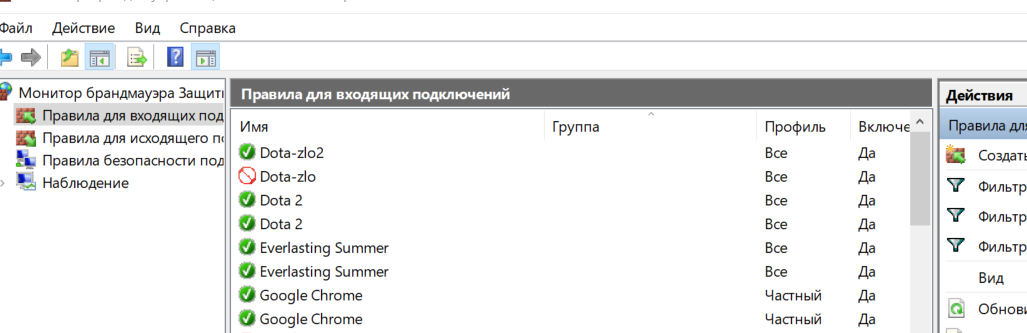 Файл Действие Вид Справка
Монитор брандмауэра Защит
Правила для входящих под
Правила для исходящего по
Правила безопасности под
Наблюдение
Правила для входящих подключений
Имя Группа Профиль Включе
Dota-zlo2 Все Да
Dota-zlo Все Да
Dota 2 Все Да
Dota 2 Все Да
Everlasting Summer Все Да
Everlasting Summer Все Да
Google Chrome Частный Да
Google Chrome Частный Да
Действия
Правила для
Создать
Фильтр
Фильтр
Фильтр
Вид
Обнови